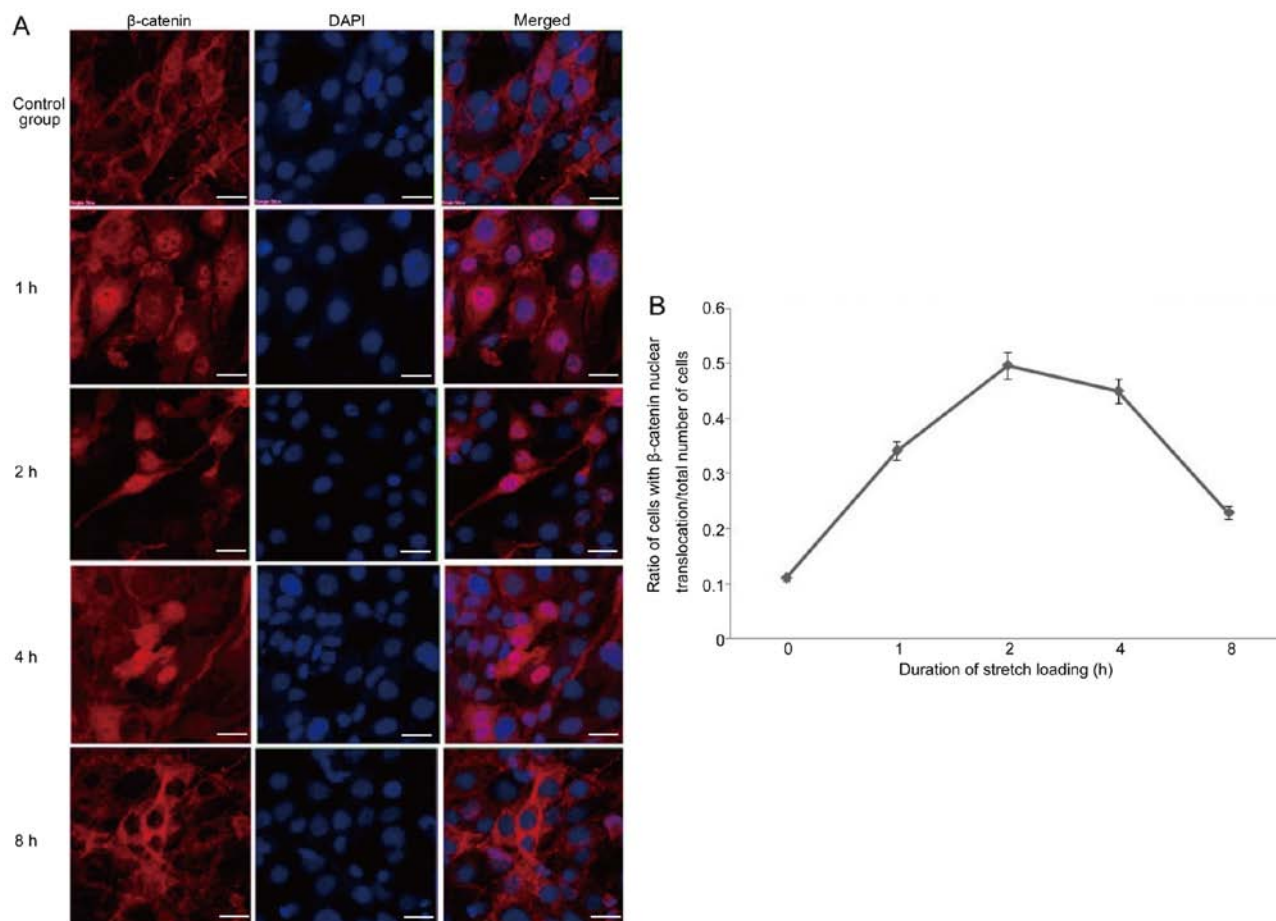 A
β-catenin
DAPI
Merged
Control
group
1 h
2 h
4 h
8 h
B
Ratio of cells with β-catenin nuclear
translocation/total number of cells
0.6
0.5
0.4
0.3
0.2
0.1
0
0
1
2
4
8
Duration of stretch loading (h)